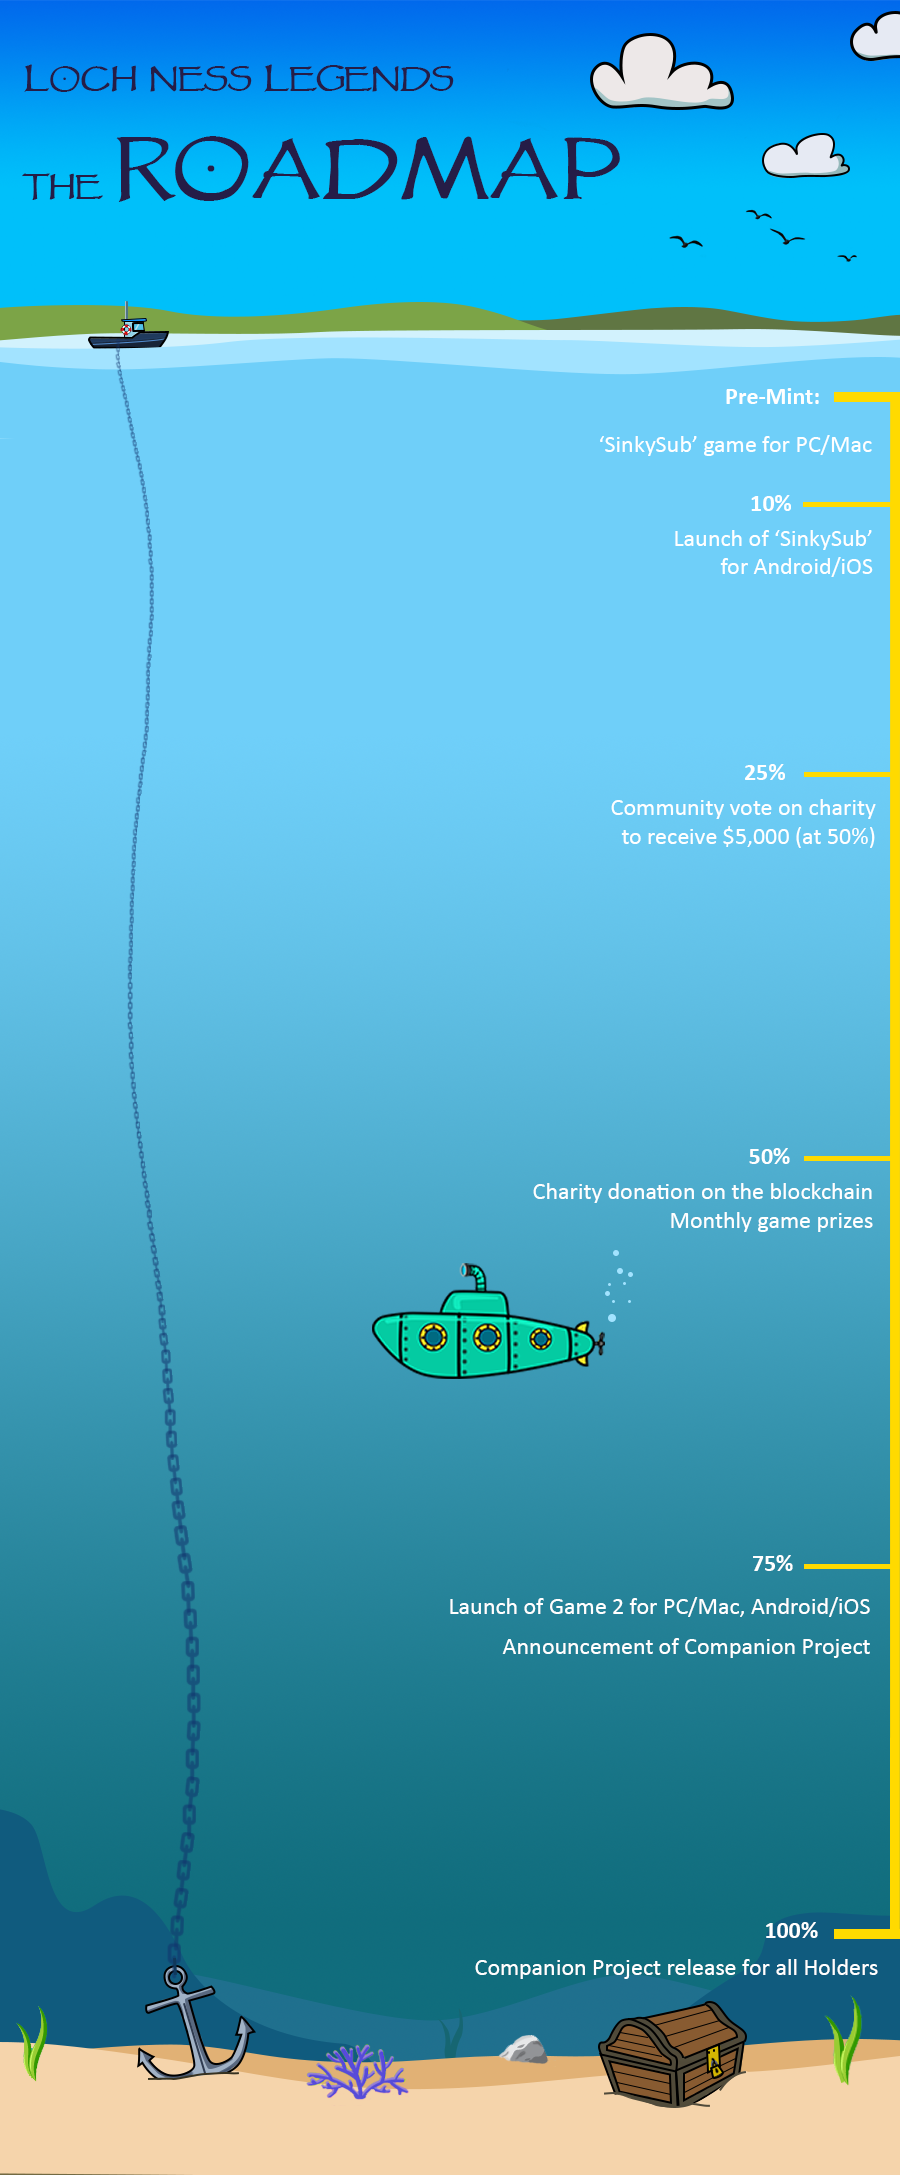 LOCH NESS LEGENDS
THE ROADMAP
Pre-Mint:
‘SinkySub’ game for PC/Mac
10%
Launch of ‘SinkySub’
for Android/iOS
25%
Community vote on charity
to receive $5,000 (at 50%)
50%
Charity donation on the blockchain
Monthly game prizes
75%
Launch of Game 2 for PC/Mac, Android/iOS
Announcement of Companion Project
100%
Companion Project release for all Holders